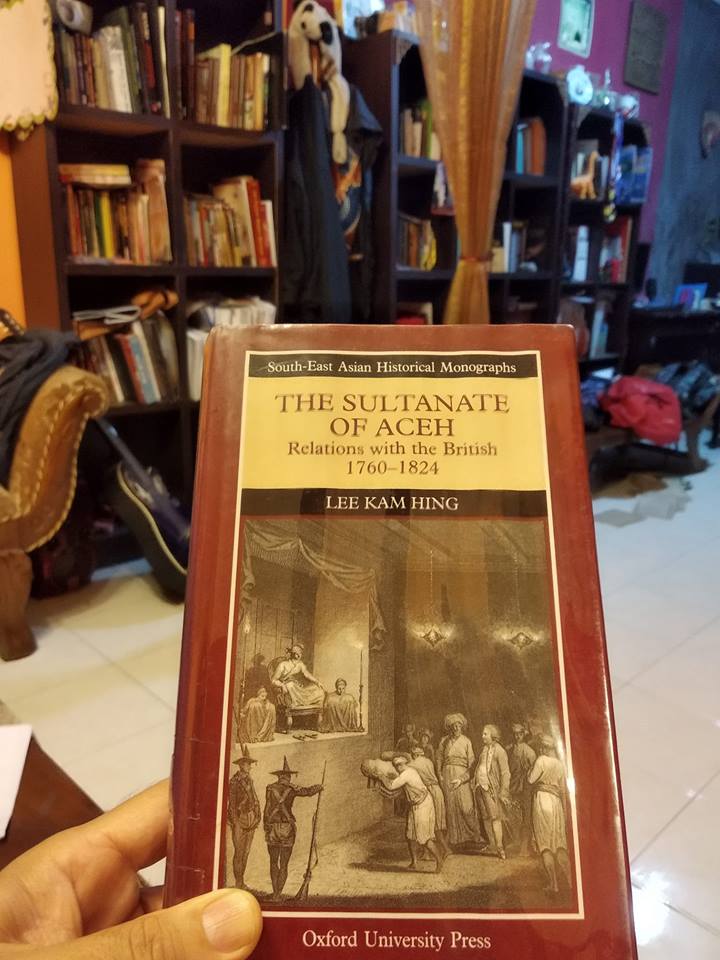 South-East Asian Historical Monographs
THE SULTANATE
OF ACEH
Relations with the British
1760–1824
LEE KAM HING
Oxford University Press